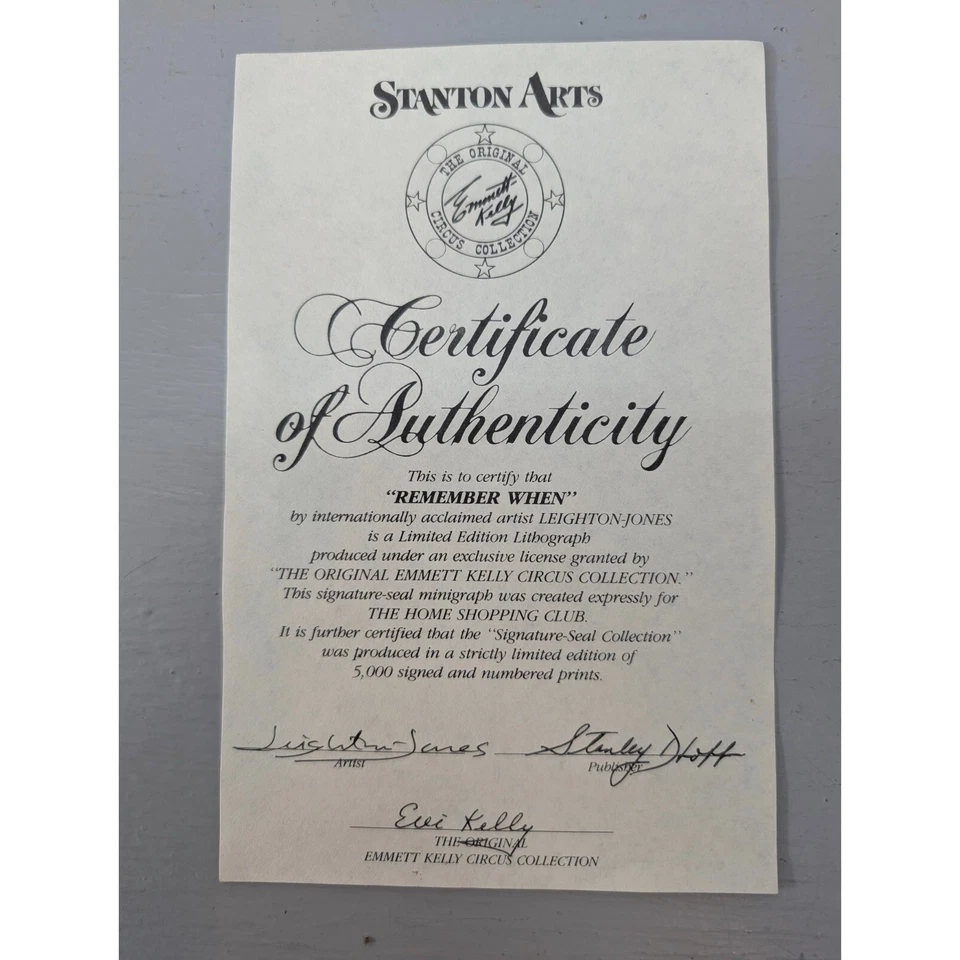 STANTON ARTS
THE ORIGINAL
Emmett
Kelly
CIRCUS COLLECTION
Certificate
of Authenticity
This is to certify that
"REMEMBER WHEN"
by internationally acclaimed artist LEIGHTON-JONES
is a Limited Edition Lithograph
produced under an exclusive license granted by
"THE ORIGINAL EMMETT KELLY CIRCUS COLLECTION."
This signature-seal minigraph was created expressly for
THE HOME SHOPPING CLUB.
It is further certified that the "Signature-Seal Collection"
was produced in a strictly limited edition of
5,000 signed and numbered prints.
Leighton-Jones Stanley Hoff
Artist Publisher
Evi Kelly
THE ORIGINAL
EMMETT KELLY CIRCUS COLLECTION